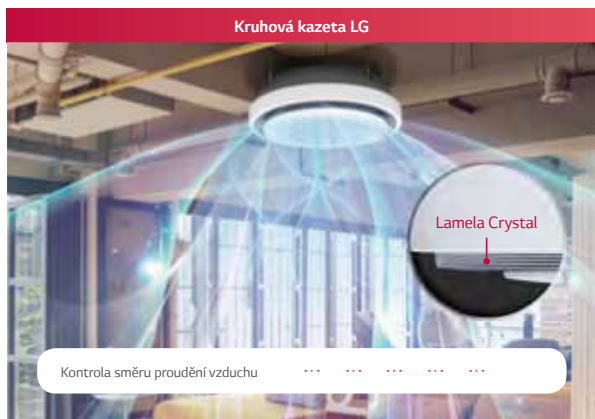 Kruhová kazeta LG
Lamela Crystal
Kontrola směru proudění vzduchu